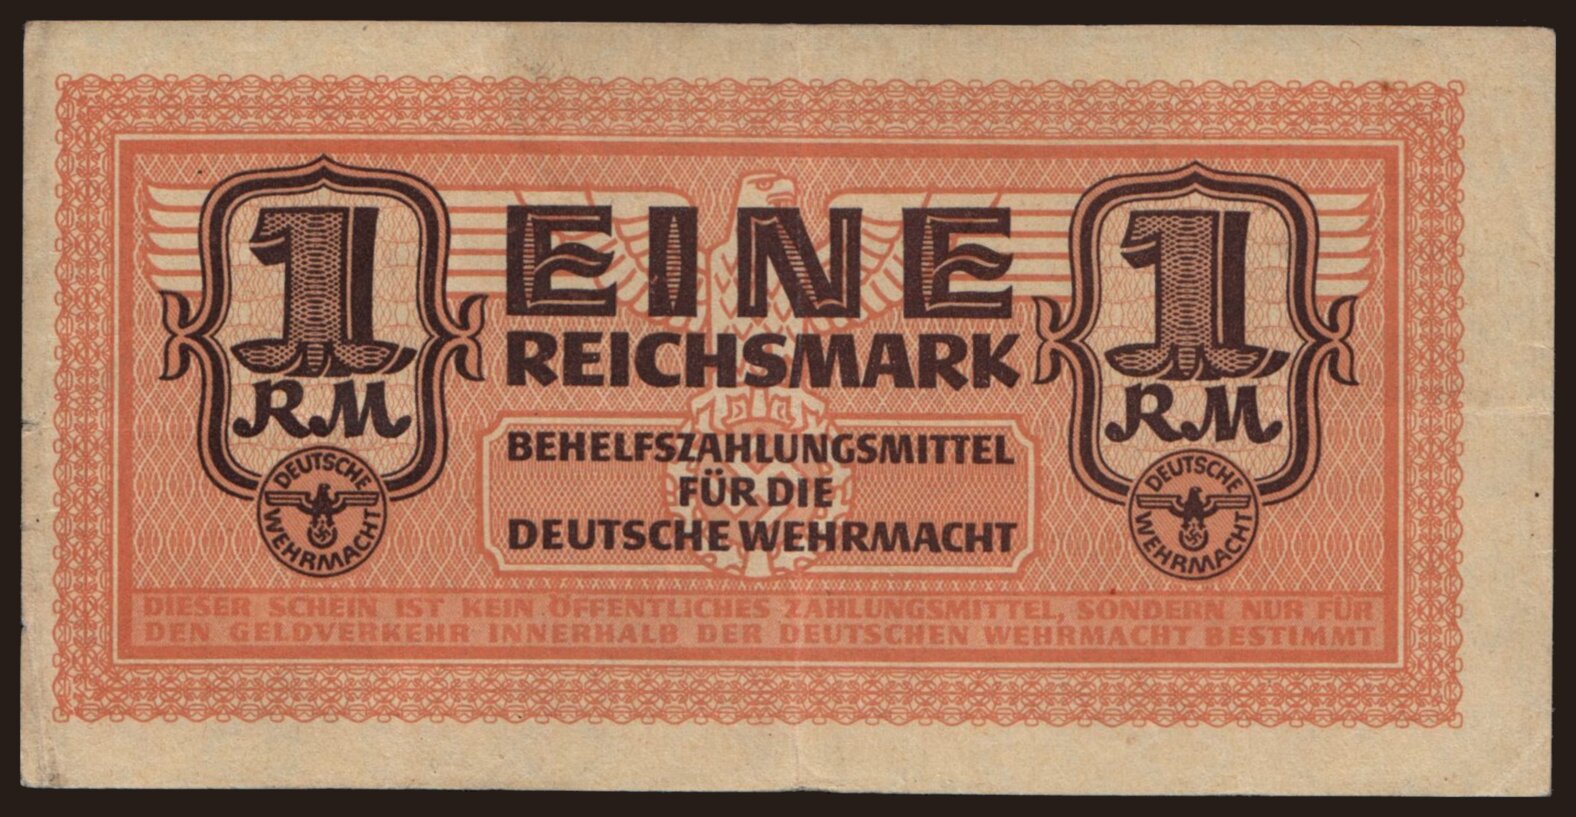 1
RM
DEUTSCHE
WEHRMACHT
EINE
REICHSMARK
BEHELFSZAHLUNGSMITTEL
FÜR DIE
DEUTSCHE WEHRMACHT
1
RM
DEUTSCHE
WEHRMACHT
DIESER SCHEIN IST KEIN ÖFFENTLICHES ZAHLUNGSMITTEL, SONDERN NUR FÜR
DEN GELDVERKEHR INNERHALB DER DEUTSCHEN WEHRMACHT BESTIMMT